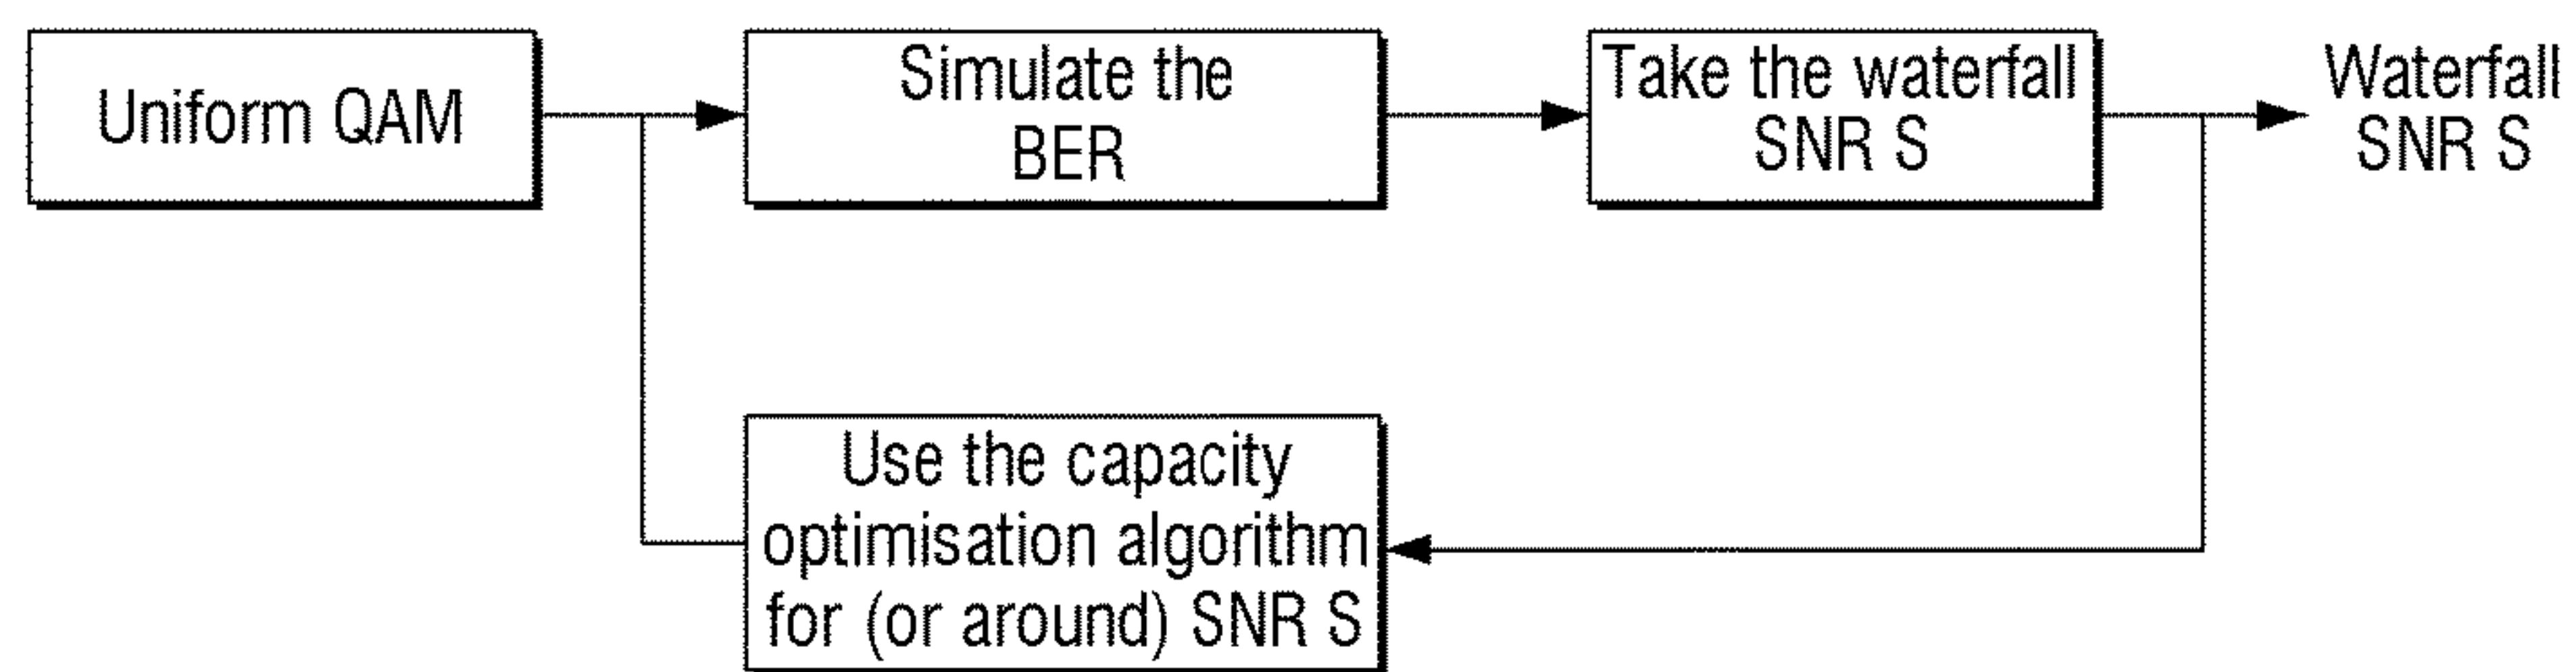 Uniform QAM
Simulate the
BER
Take the waterfall
SNR S
Waterfall
SNR S
Use the capacity
optimisation algorithm
for (or around) SNR S